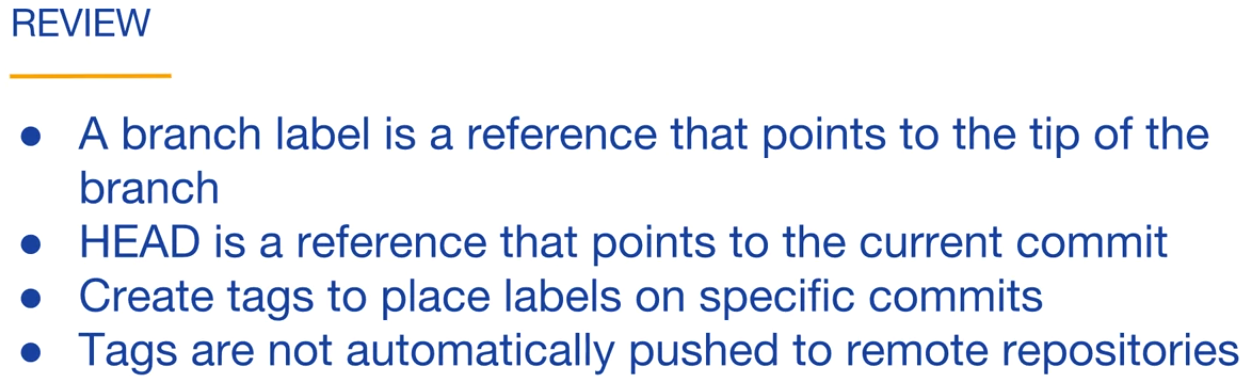 REVIEW
● A branch label is a reference that points to the tip of the
branch
● HEAD is a reference that points to the current commit
● Create tags to place labels on specific commits
● Tags are not automatically pushed to remote repositories